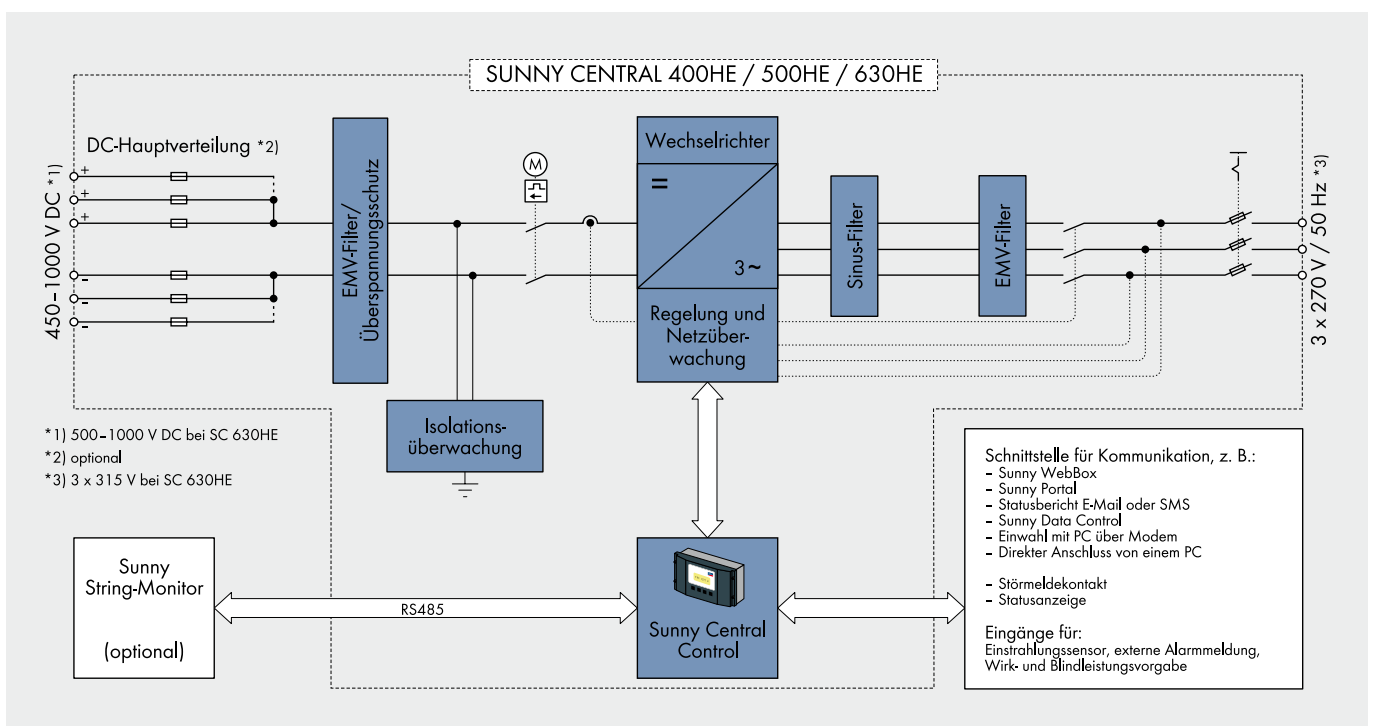 SUNNY CENTRAL 400HE / 500HE / 630HE
DC-Hauptverteilung *2)
450–1000 V DC *1)
+
+
+
-
-
-
EMV-Filter/
Überspannungsschutz
M
Wechselrichter
=
3~
Regelung und
Netzüber-
wachung
Sinus-Filter
EMV-Filter
3 x 270 V / 50 Hz *3)
Isolations-
überwachung
*1) 500–1000 V DC bei SC 630HE
*2) optional
*3) 3 x 315 V bei SC 630HE
Sunny
String-Monitor
(optional)
RS485
Sunny Central
Control
Schnittstelle für Kommunikation, z. B.:
– Sunny WebBox
– Sunny Portal
– Statusbericht E-Mail oder SMS
– Sunny Data Control
– Einwahl mit PC über Modem
– Direkter Anschluss von einem PC
– Störmeldekontakt
– Statusanzeige
Eingänge für:
Einstrahlungssensor, externe Alarmmeldung,
Wirk- und Blindleistungsvorgabe